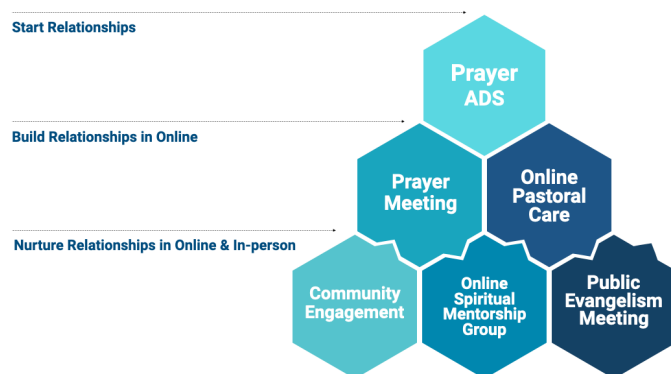 Start Relationships
Prayer
ADS
Build Relationships in Online
Prayer
Meeting
Online
Pastoral
Care
Nurture Relationships in Online & In-person
Community
Engagement
Online
Spiritual
Mentorship
Group
Public
Evangelism
Meeting